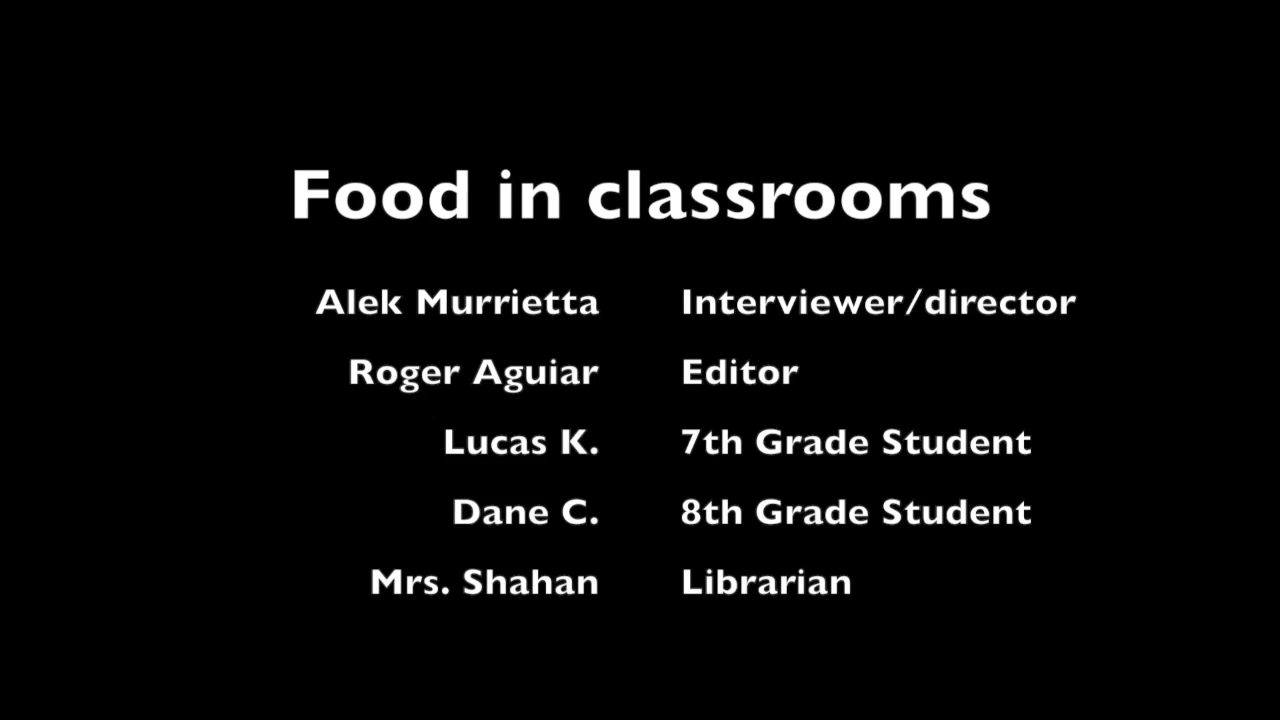 Food in classrooms
Alek Murrietta Interviewer/director
Roger Aguiar Editor
Lucas K. 7th Grade Student
Dane C. 8th Grade Student
Mrs. Shahan Librarian